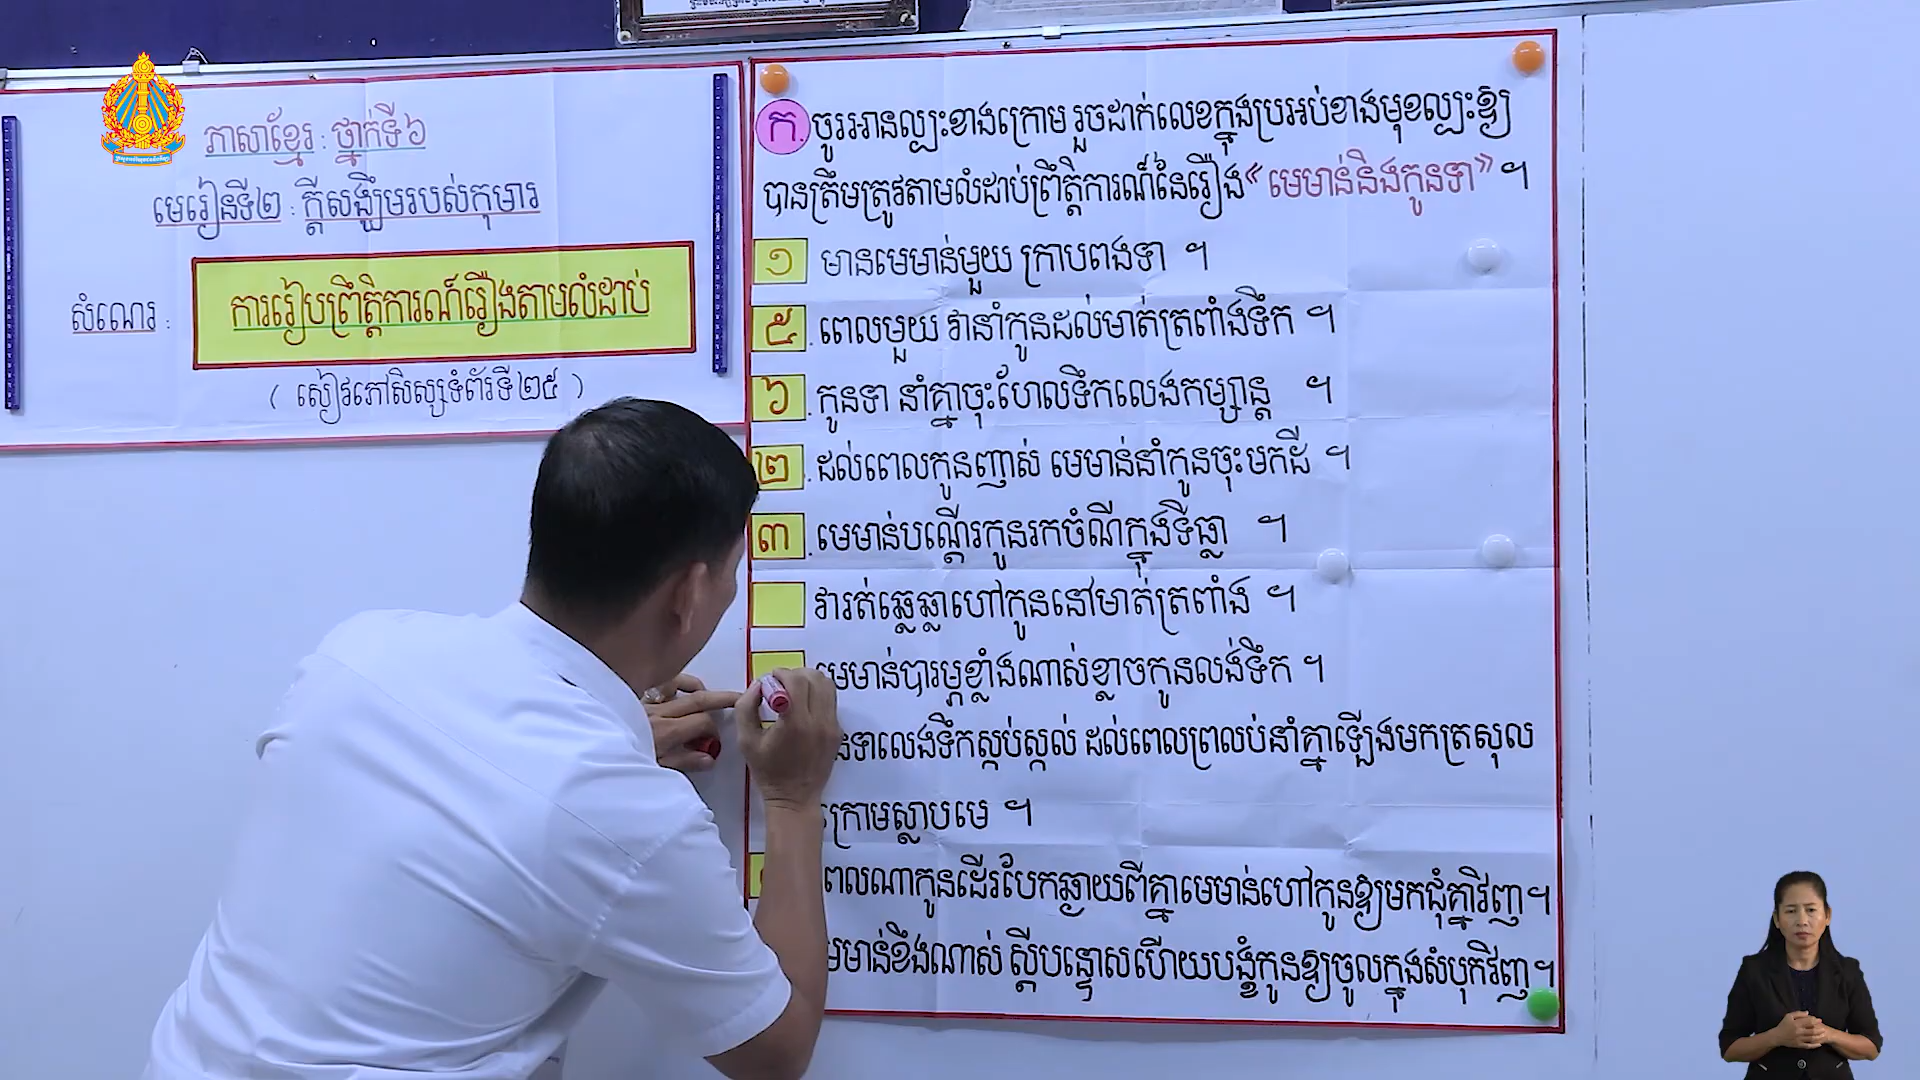 ភាសាខ្មែរ : ថ្នាក់ទី៦
មេរៀនទី២ : ក្ដីសង្ឃឹមរបស់កុមារ
សំណេរ :
ការរៀបព្រឹត្តិការណ៍រឿងតាមលំដាប់
( សៀវភៅសិស្សទំព័រទី២៥ )
ក. ចូរអានល្បះខាងក្រោម រួចដាក់លេខក្នុងប្រអប់ខាងមុខល្បះឱ្យ
បានត្រឹមត្រូវតាមលំដាប់ព្រឹត្តិការណ៍នៃរឿង «មេមាន់និងកូនទា» ។
១ មានមេមាន់មួយ ក្រាបពងទា ។
៥. ពេលមួយ វានាំកូនដល់មាត់ត្រពាំងទឹក ។
៦. កូនទា នាំគ្នាចុះហែលទឹកលេងកម្សាន្ត ។
២. ដល់ពេលកូនញាស់ មេមាន់នាំកូនចុះមកដី ។
៣. មេមាន់បណ្ដើរកូនរកចំណីក្នុងទីធ្លា ។
វារត់ឆ្លេឆ្លាហៅកូននៅមាត់ត្រពាំង ។
មេមាន់បារម្ភខ្លាំងណាស់ខ្លាចកូនលង់ទឹក ។
នទាលេងទឹកស្កប់ស្កល់ ដល់ពេលព្រលប់នាំគ្នាឡើងមកត្រសុល
ក្រោមស្លាបមេ ។
ពេលណាកូនដើរបែកឆ្ងាយពីគ្នាមេមាន់ហៅកូនឱ្យមកជុំគ្នាវិញ។
មេមាន់ខឹងណាស់ ស្ដីបន្ទោសហើយបង្ខំកូនឱ្យចូលក្នុងសំបុកវិញ។